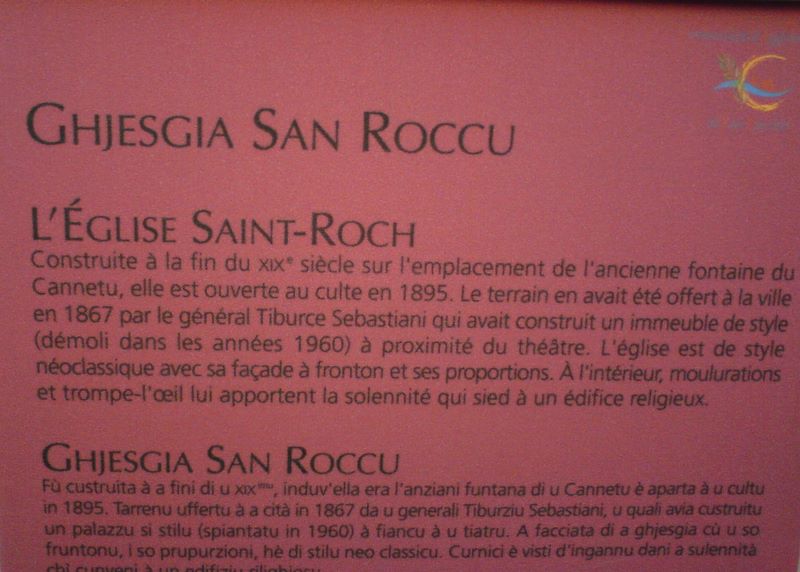 GHJESGIA SAN ROCCU
L'ÉGLISE SAINT-ROCH
Construite à la fin du XIXe siècle sur l'emplacement de l'ancienne fontaine du
Cannetu, elle est ouverte au culte en 1895. Le terrain en avait été offert à la ville
en 1867 par le général Tiburce Sebastiani qui avait construit un immeuble de style
(démoli dans les années 1960) à proximité du théâtre. L'église est de style
néoclassique avec sa façade à fronton et ses proportions. À l'intérieur, moulurations
et trompe-l'œil lui apportent la solennité qui sied à un édifice religieux.
GHJESGIA SAN ROCCU
Fù custruita à a fini di u XIXmu, induv'ella era l'anziani funtana di u Cannetu è aparta à u cultu
in 1895. Tarrenu uffertu à a cità in 1867 da u generali Tiburziu Sebastiani, u quali avia custruitu
un palazzu si stilu (spiantatu in 1960) à fiancu à u tiatru. A facciata di a ghjesgia cù u so
fruntonu, i so prupurzioni, hè di stilu neo classicu. Curnici è visti d'ingannu dani a sulennità
chì cunveni à un edifiziu riligiosu.